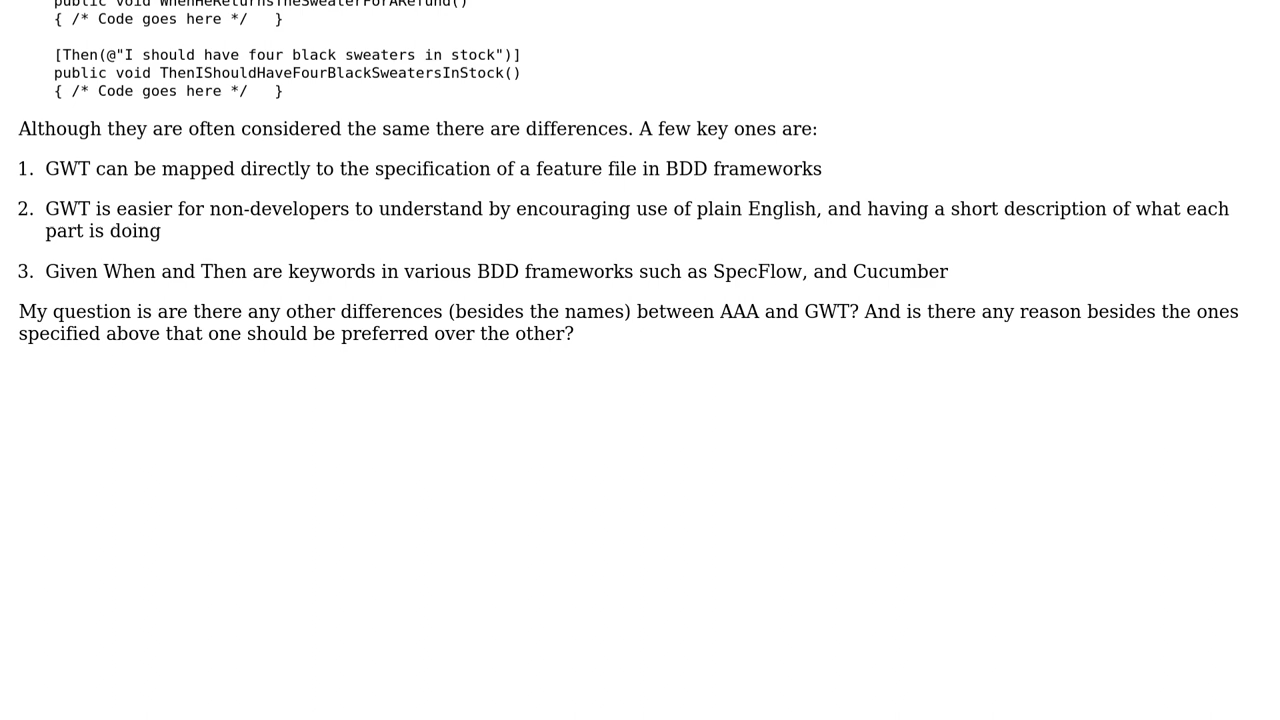 public void WhenHeReturnsTheSweaterForARefund()
{ /* Code goes here */   }
[Then(@"I should have four black sweaters in stock")]
public void ThenIShouldHaveFourBlackSweatersInStock()
{ /* Code goes here */   }
Although they are often considered the same there are differences. A few key ones are:
1. GWT can be mapped directly to the specification of a feature file in BDD frameworks
2. GWT is easier for non-developers to understand by encouraging use of plain English, and having a short description of what each
part is doing
3. Given When and Then are keywords in various BDD frameworks such as SpecFlow, and Cucumber
My question is are there any other differences (besides the names) between AAA and GWT? And is there any reason besides the ones
specified above that one should be preferred over the other?